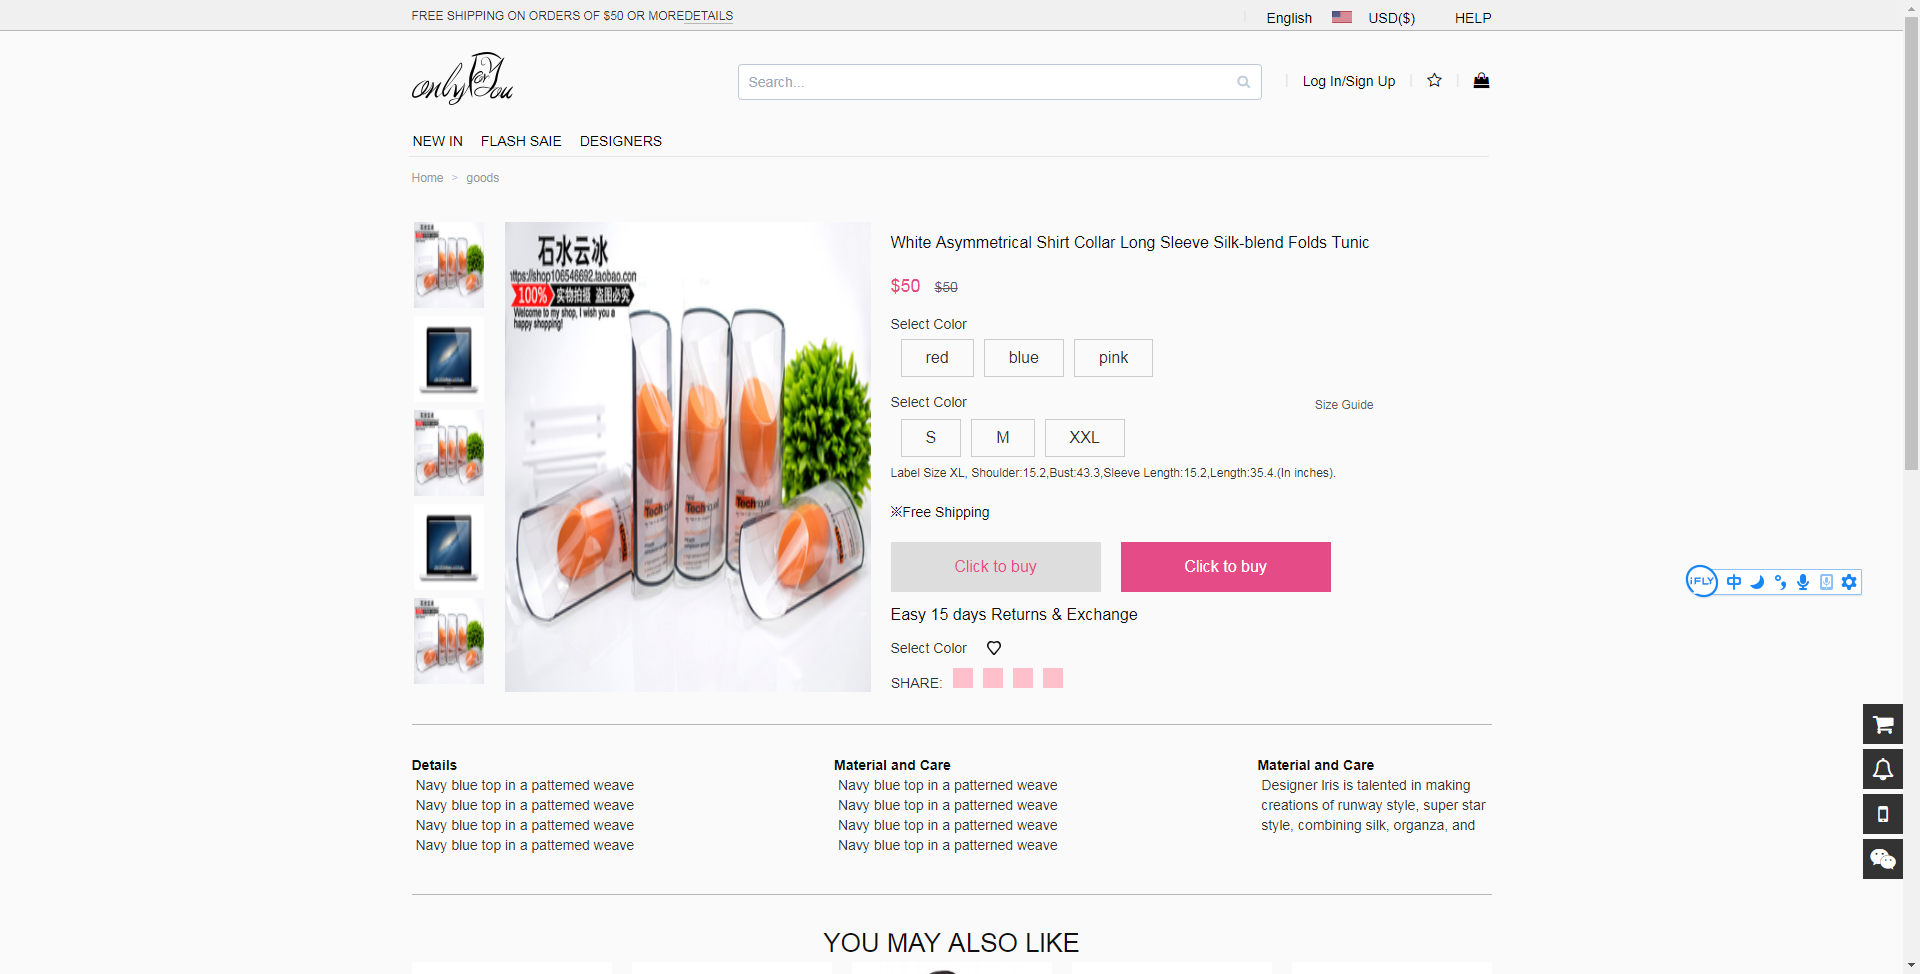 FREE SHIPPING ON ORDERS OF $50 OR MOREDETAILS
English USD($) HELP
only For You
Search...
Log In/Sign Up
NEW IN FLASH SAIE DESIGNERS
Home > goods
石水云冰
https://shop106546692.taobao.com
100% 实物拍摄 盗图必究
Welcome to my shop, I wish you a
happy shopping!
White Asymmetrical Shirt Collar Long Sleeve Silk-blend Folds Tunic
$50 $50
Select Color
red blue pink
Select Color Size Guide
S M XXL
Label Size XL, Shoulder:15.2,Bust:43.3,Sleeve Length:15.2,Length:35.4.(In inches).
※Free Shipping
Click to buy Click to buy
Easy 15 days Returns & Exchange
Select Color
SHARE:
iFLY 中
Details
Navy blue top in a pattemed weave
Navy blue top in a pattemed weave
Navy blue top in a pattemed weave
Navy blue top in a pattemed weave
Material and Care
Navy blue top in a patterned weave
Navy blue top in a patterned weave
Navy blue top in a patterned weave
Navy blue top in a patterned weave
Material and Care
Designer Iris is talented in making
creations of runway style, super star
style, combining silk, organza, and
YOU MAY ALSO LIKE